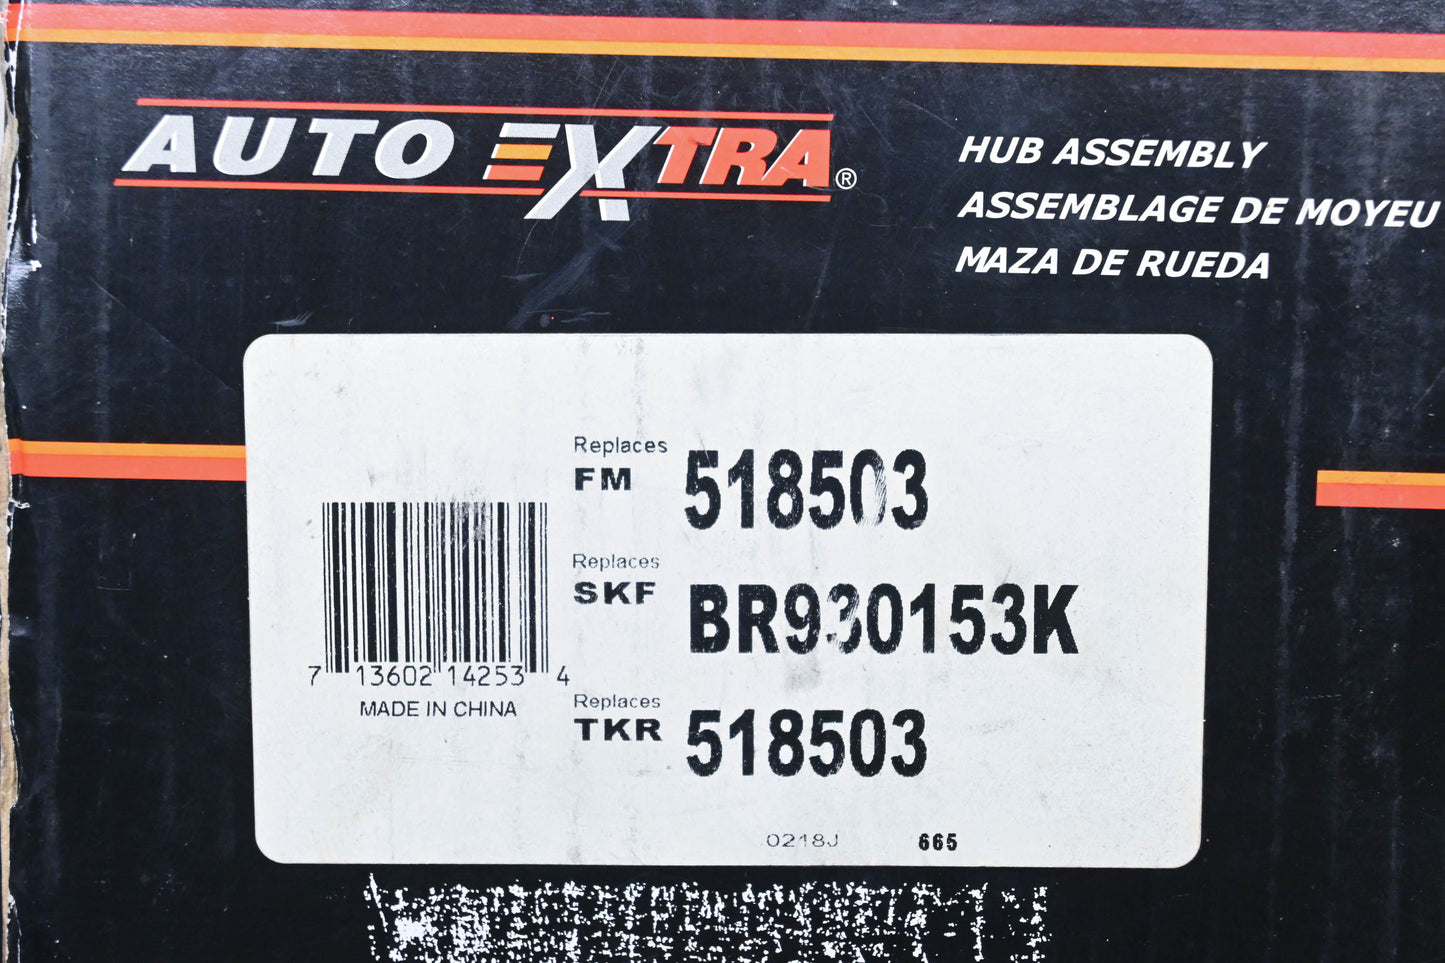 AUTO EXTRA®
HUB ASSEMBLY
ASSEMBLAGE DE MOYEU
MAZA DE RUEDA
Replaces
FM 518503
Replaces
SKF BR930153K
Replaces
TKR 518503
7 13602 14253 4
MADE IN CHINA
0218J 665